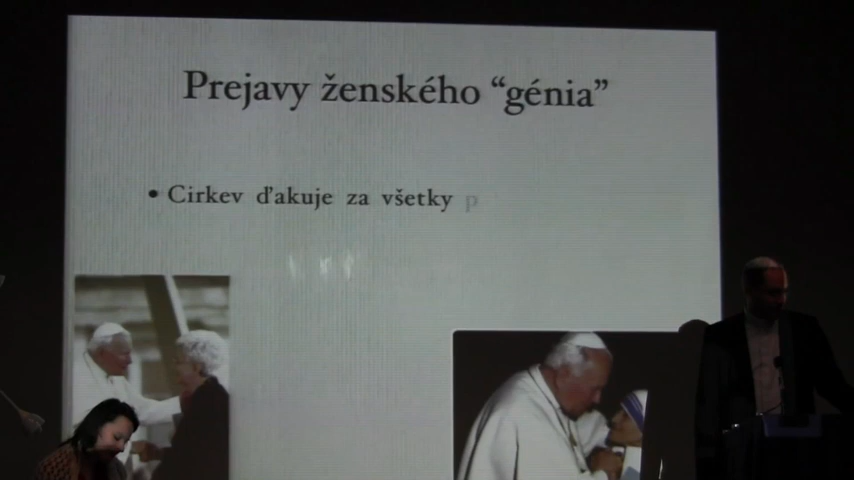 Prejavy ženského “génia”
• Cirkev ďakuje za všetky p